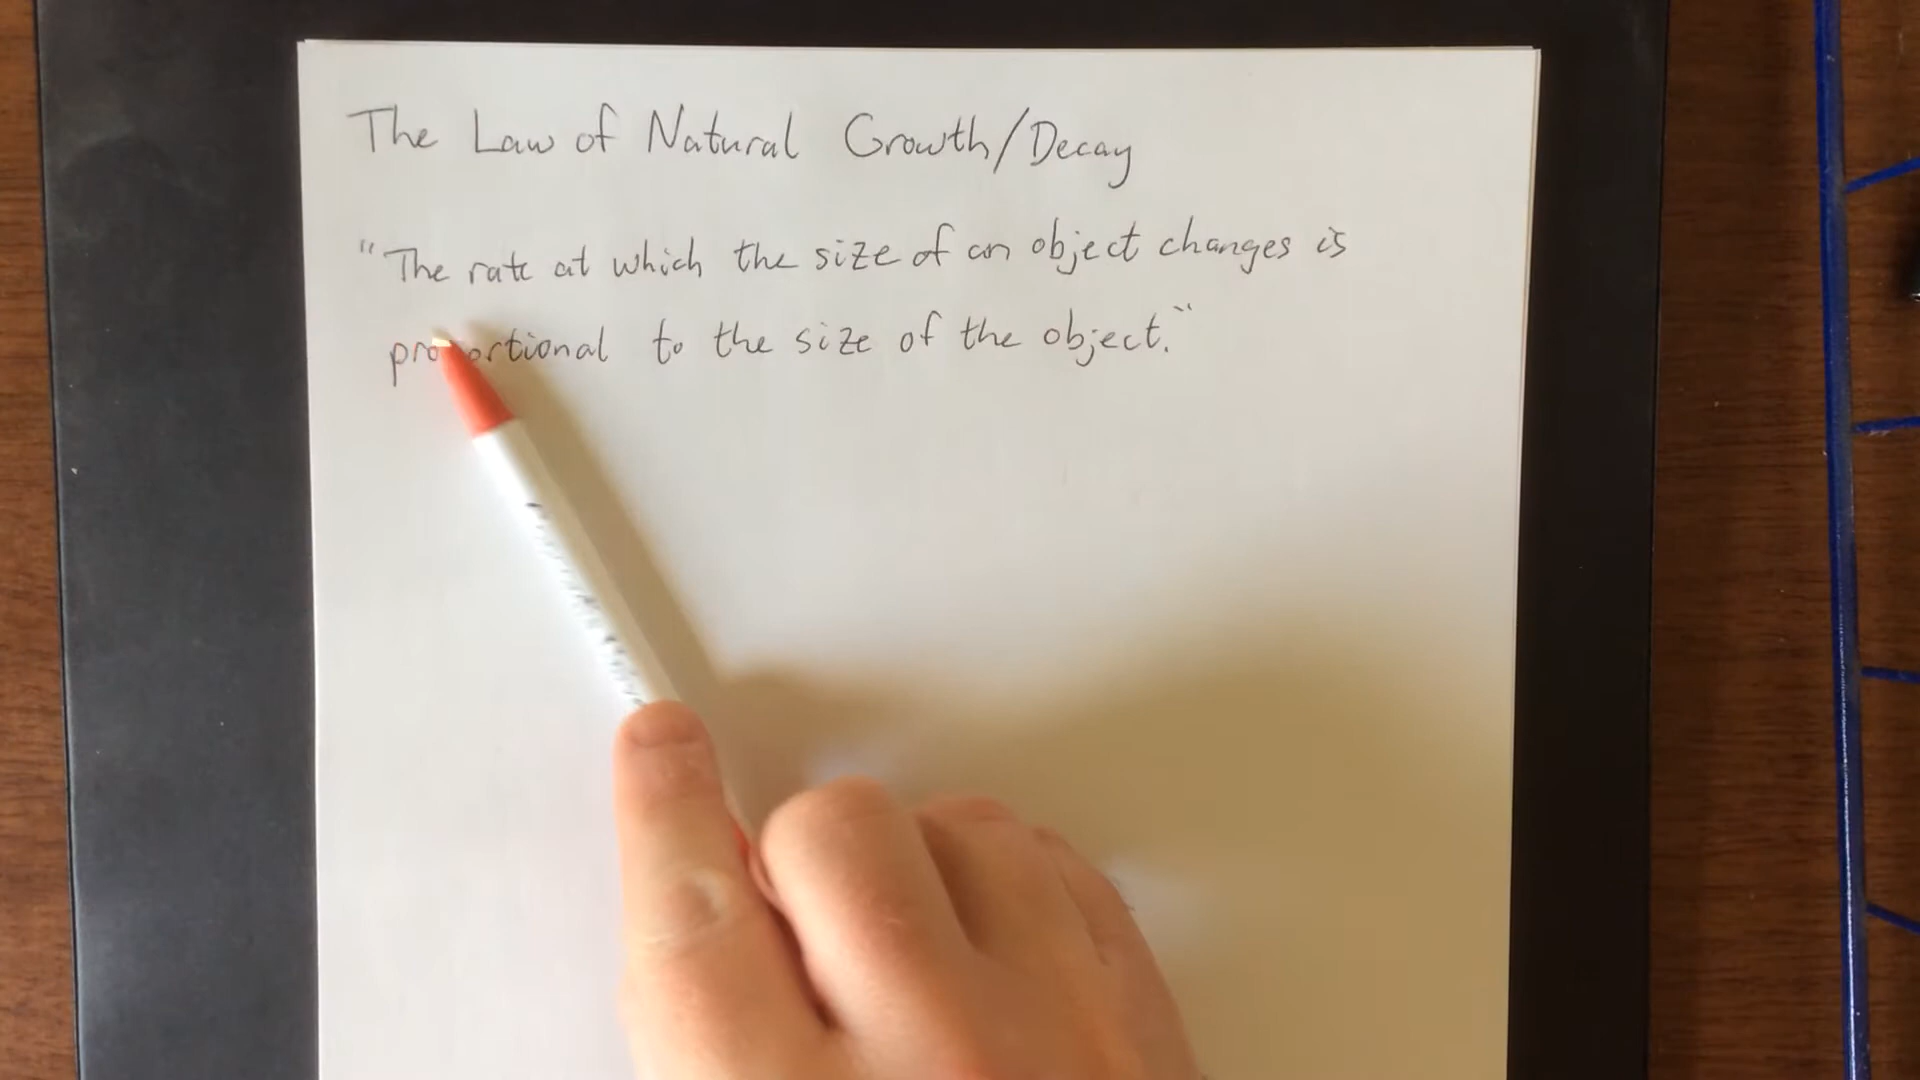 The Law of Natural Growth/Decay
"The rate at which the size of an object changes is
proportional to the size of the object."